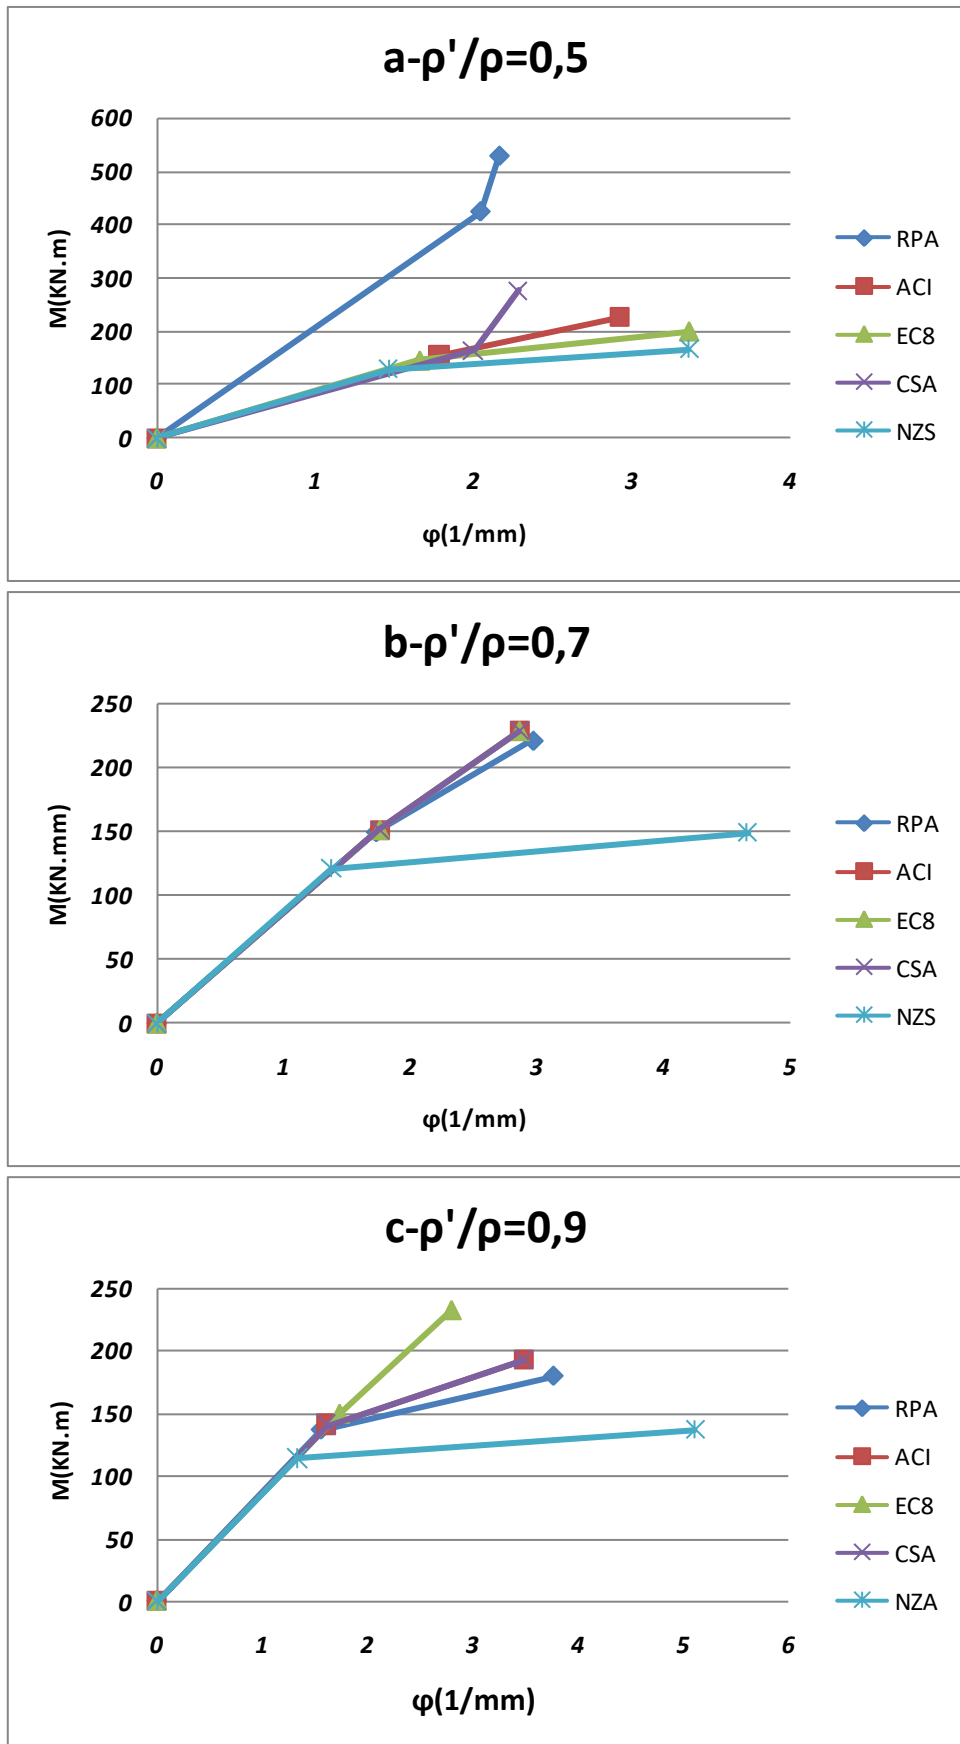 a-ρ'/ρ=0,5
600
500
400
300
200
100
0
M(KN.m)
0 1 2 3 4
φ(1/mm)
RPA
ACI
EC8
CSA
NZS
b-ρ'/ρ=0,7
250
200
150
100
50
0
M(KN.mm)
0 1 2 3 4 5
φ(1/mm)
RPA
ACI
EC8
CSA
NZS
c-ρ'/ρ=0,9
250
200
150
100
50
0
M(KN.m)
0 1 2 3 4 5 6
φ(1/mm)
RPA
ACI
EC8
CSA
NZA